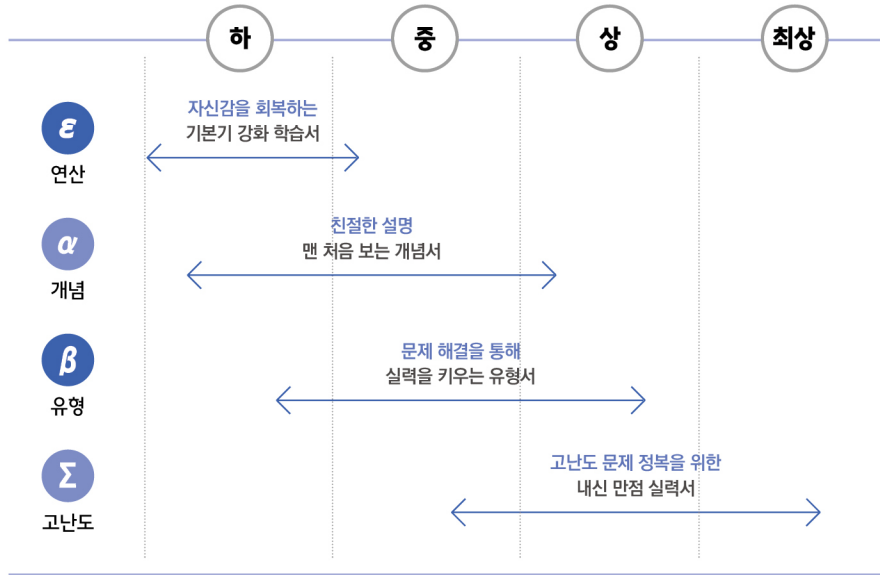 하 중 상 최상
ε
연산
자신감을 회복하는
기본기 강화 학습서
α
개념
친절한 설명
맨 처음 보는 개념서
β
유형
문제 해결을 통해
실력을 키우는 유형서
Σ
고난도
고난도 문제 정복을 위한
내신 만점 실력서